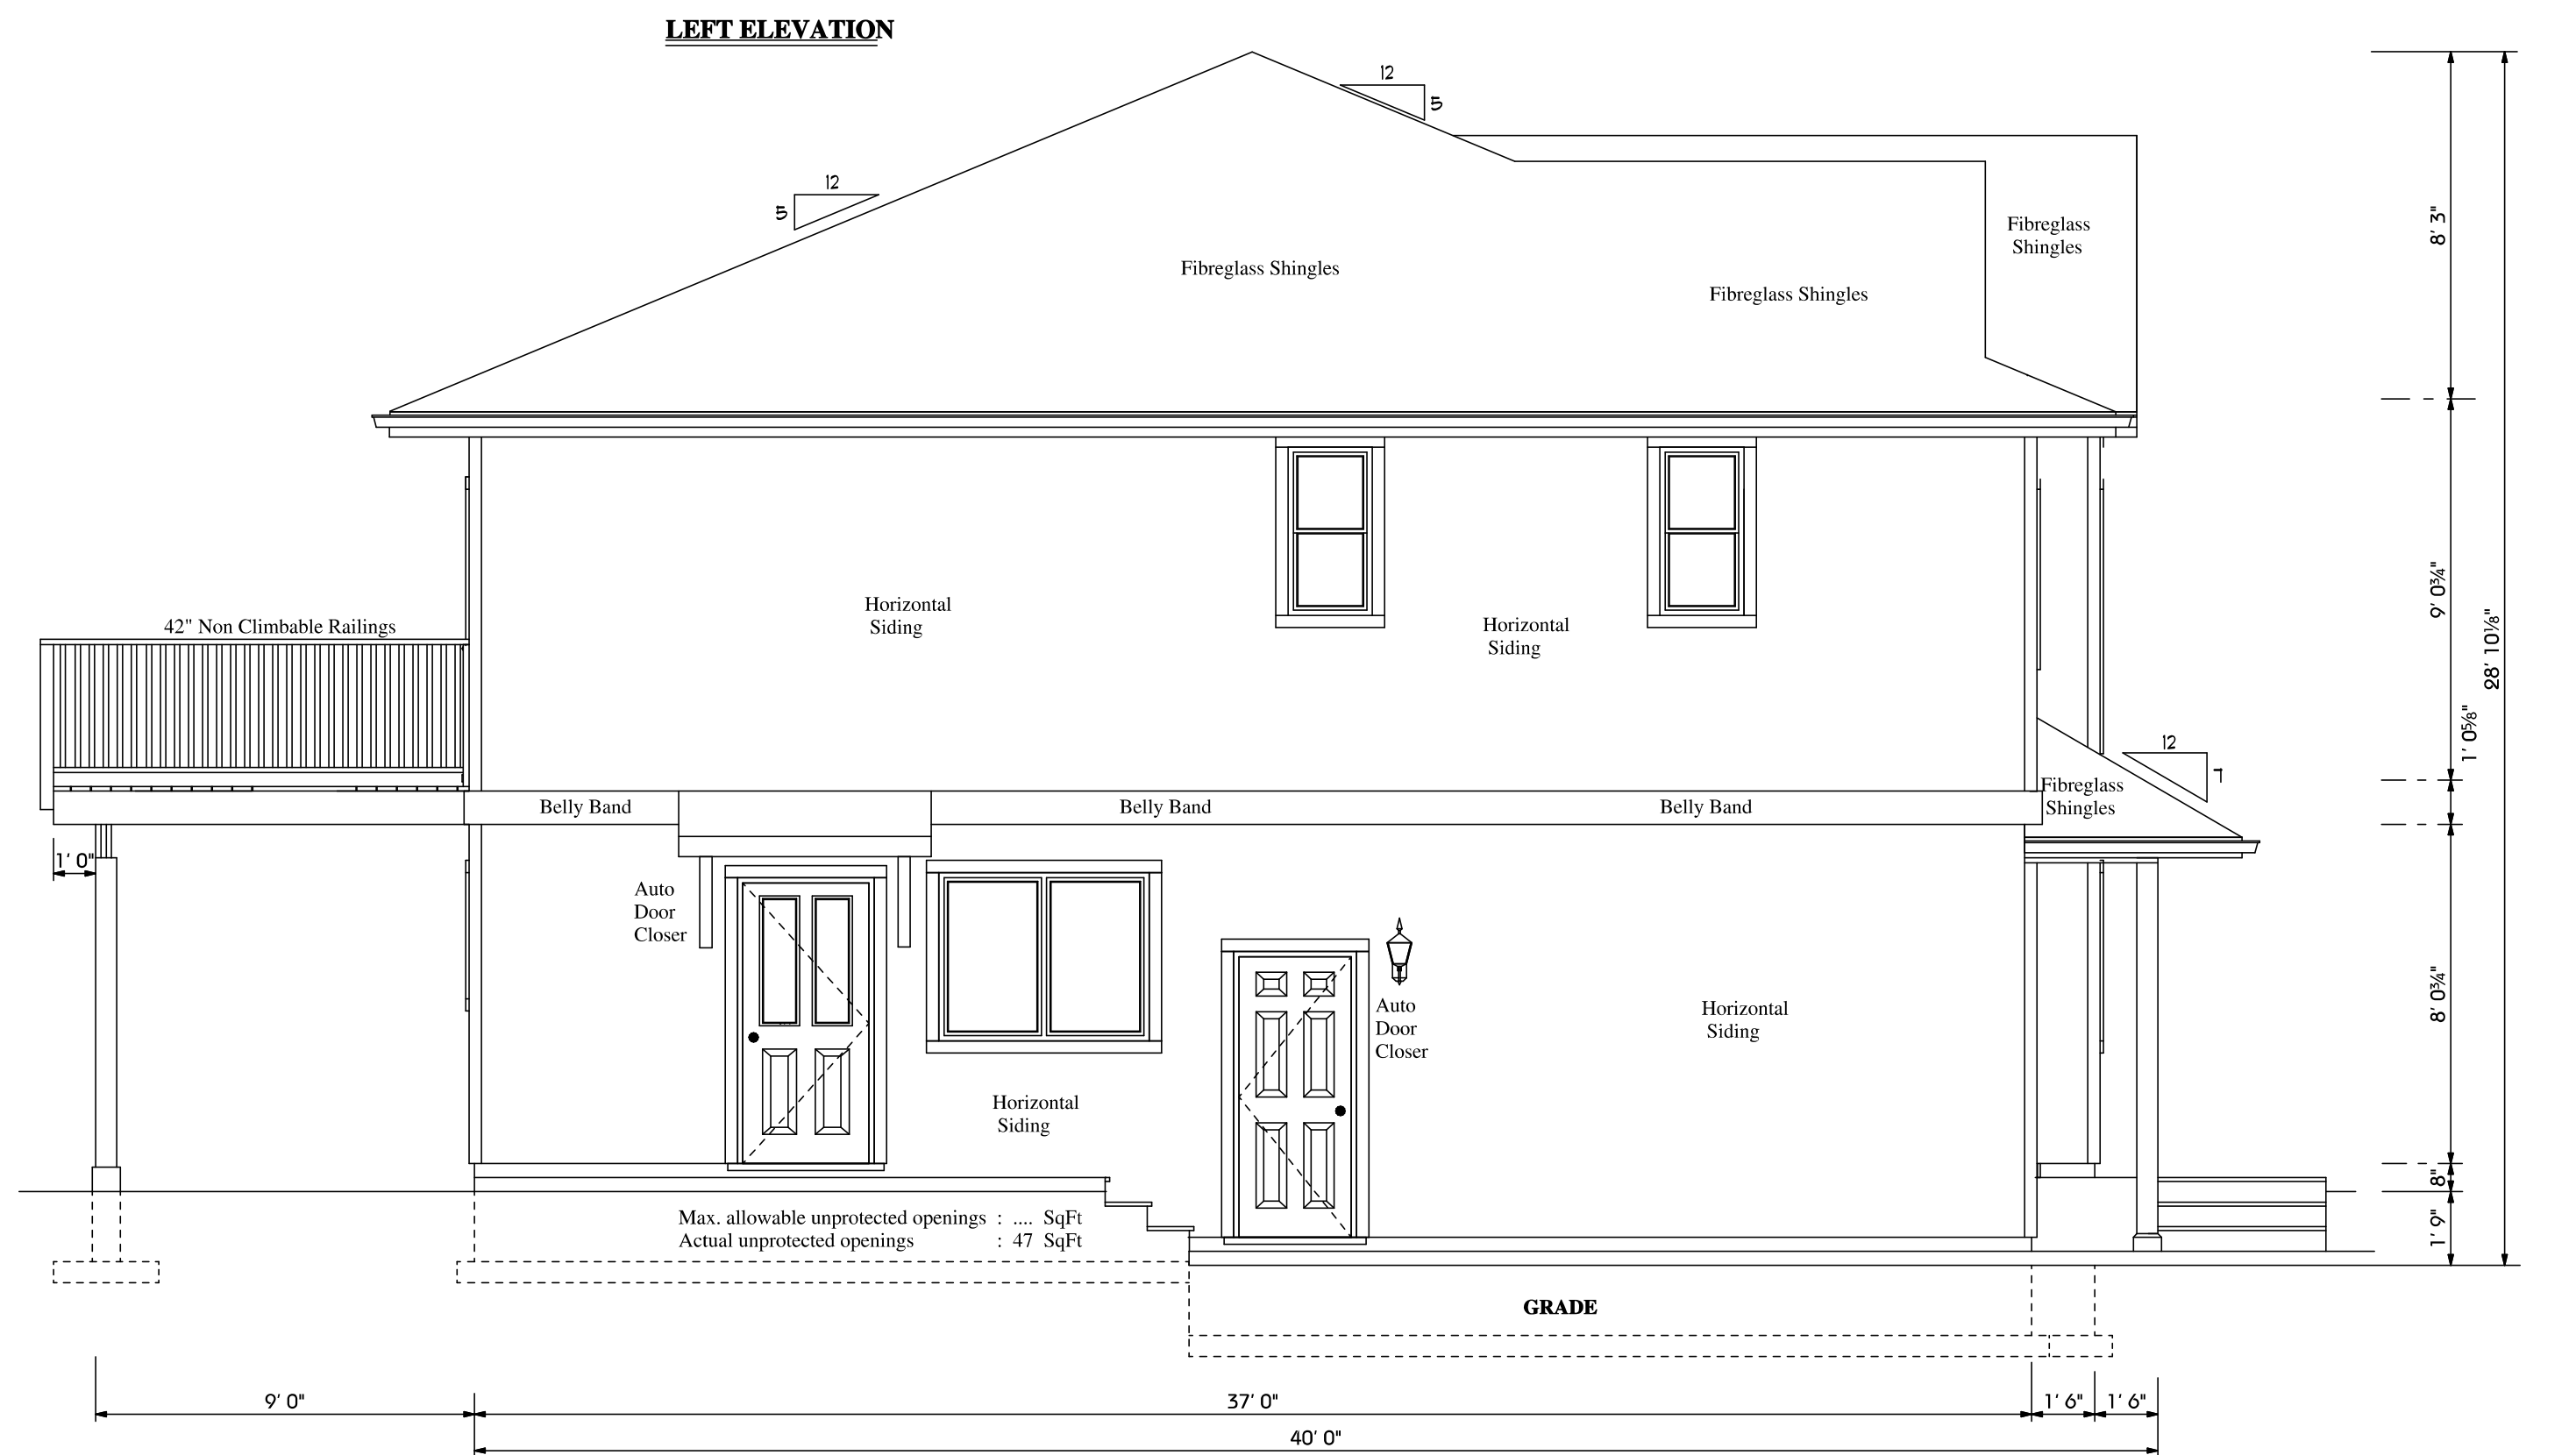 LEFT ELEVATION
12
5
12
5
Fibreglass
Shingles
Fibreglass Shingles
Fibreglass Shingles
8' 3"
Horizontal
Siding
Horizontal
Siding
42" Non Climbable Railings
9' 0¾"
28' 10⅛"
1' 0⅝"
12
7
Fibreglass
Shingles
Belly Band
Belly Band
Belly Band
1' 0"
Auto
Door
Closer
Auto
Door
Closer
Horizontal
Siding
Horizontal
Siding
8' 0¾"
8"
1' 9"
Max. allowable unprotected openings : .... SqFt
Actual unprotected openings : 47 SqFt
GRADE
9' 0"
37' 0"
1' 6"
1' 6"
40' 0"